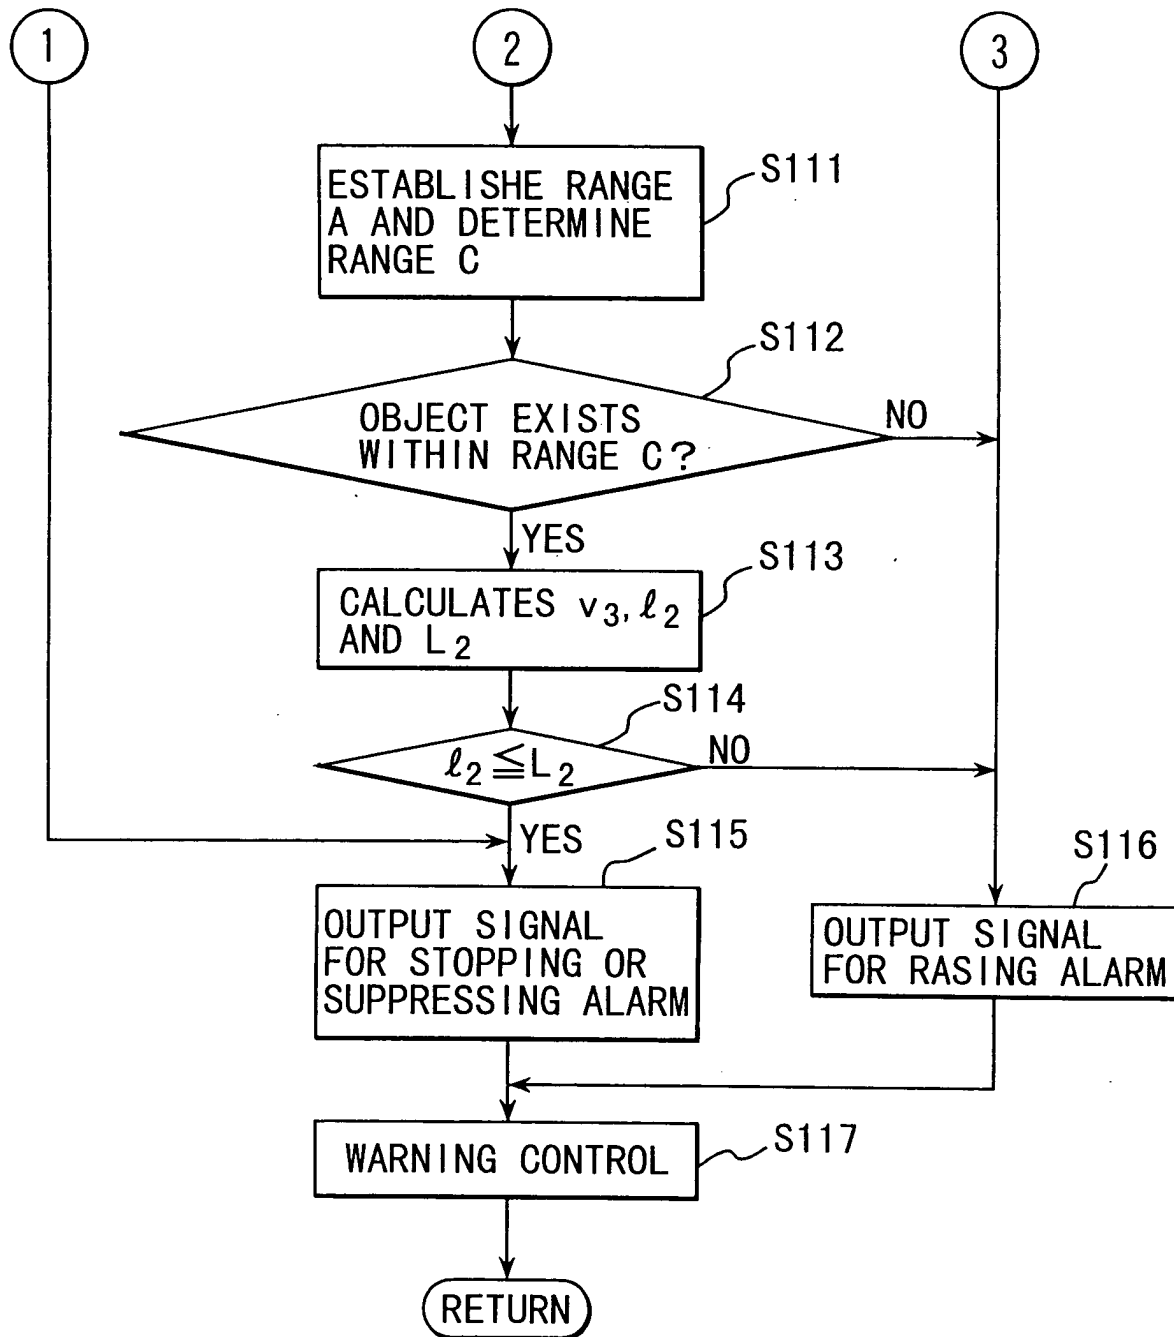 1
2
3
ESTABLISHE RANGE
A AND DETERMINE
RANGE C
S111
S112
OBJECT EXISTS
WITHIN RANGE C?
NO
YES
S113
CALCULATES v3, ℓ2
AND L2
S114
ℓ2≦L2
NO
YES
S115
S116
OUTPUT SIGNAL
FOR STOPPING OR
SUPPRESSING ALARM
OUTPUT SIGNAL
FOR RASING ALARM
WARNING CONTROL
S117
RETURN